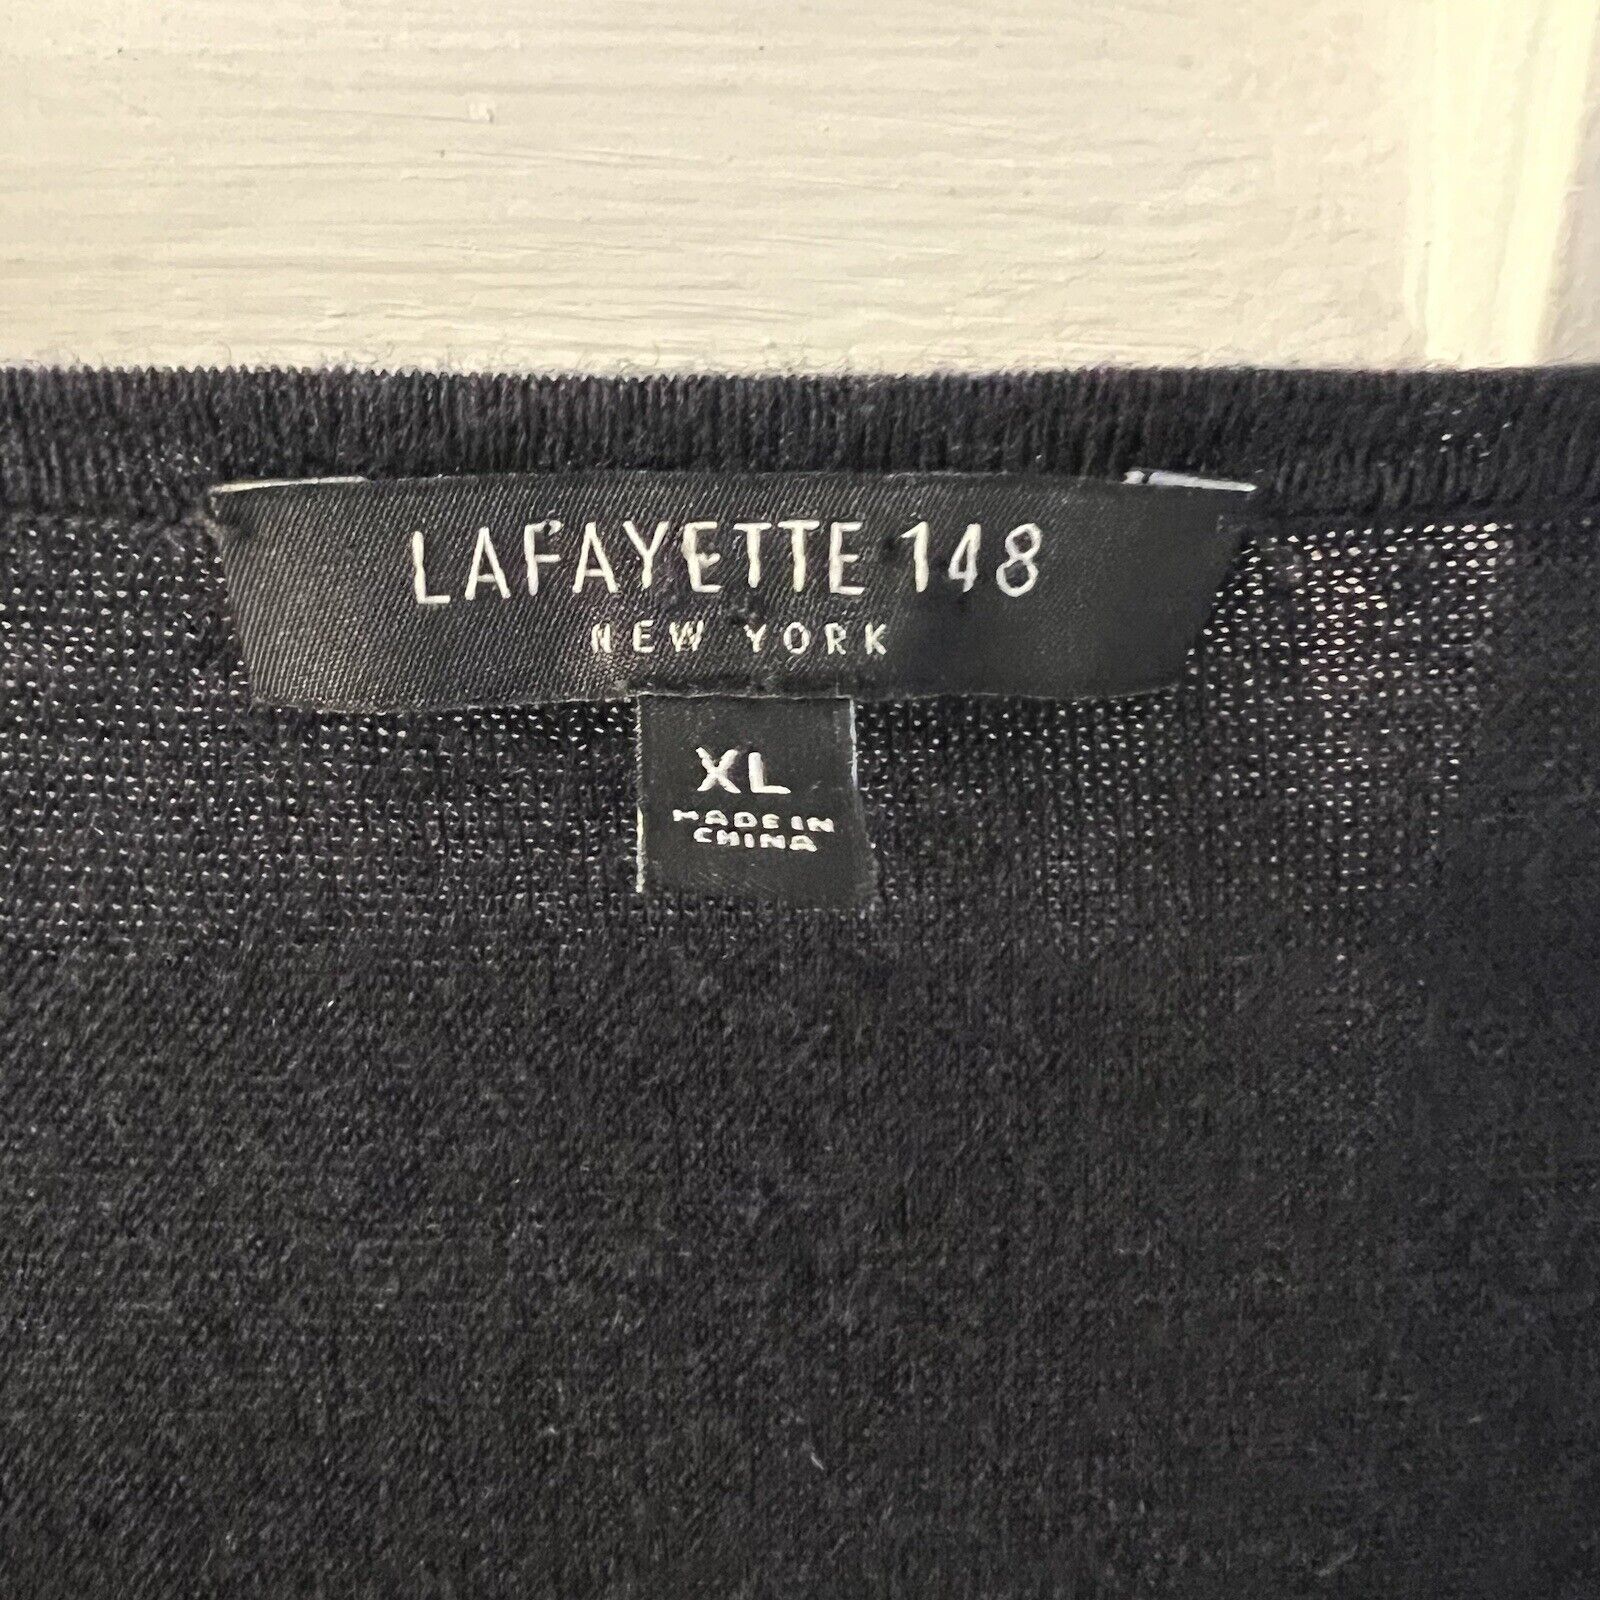 LAFAYETTE 148
NEW YORK
XL
MADE IN
CHINA